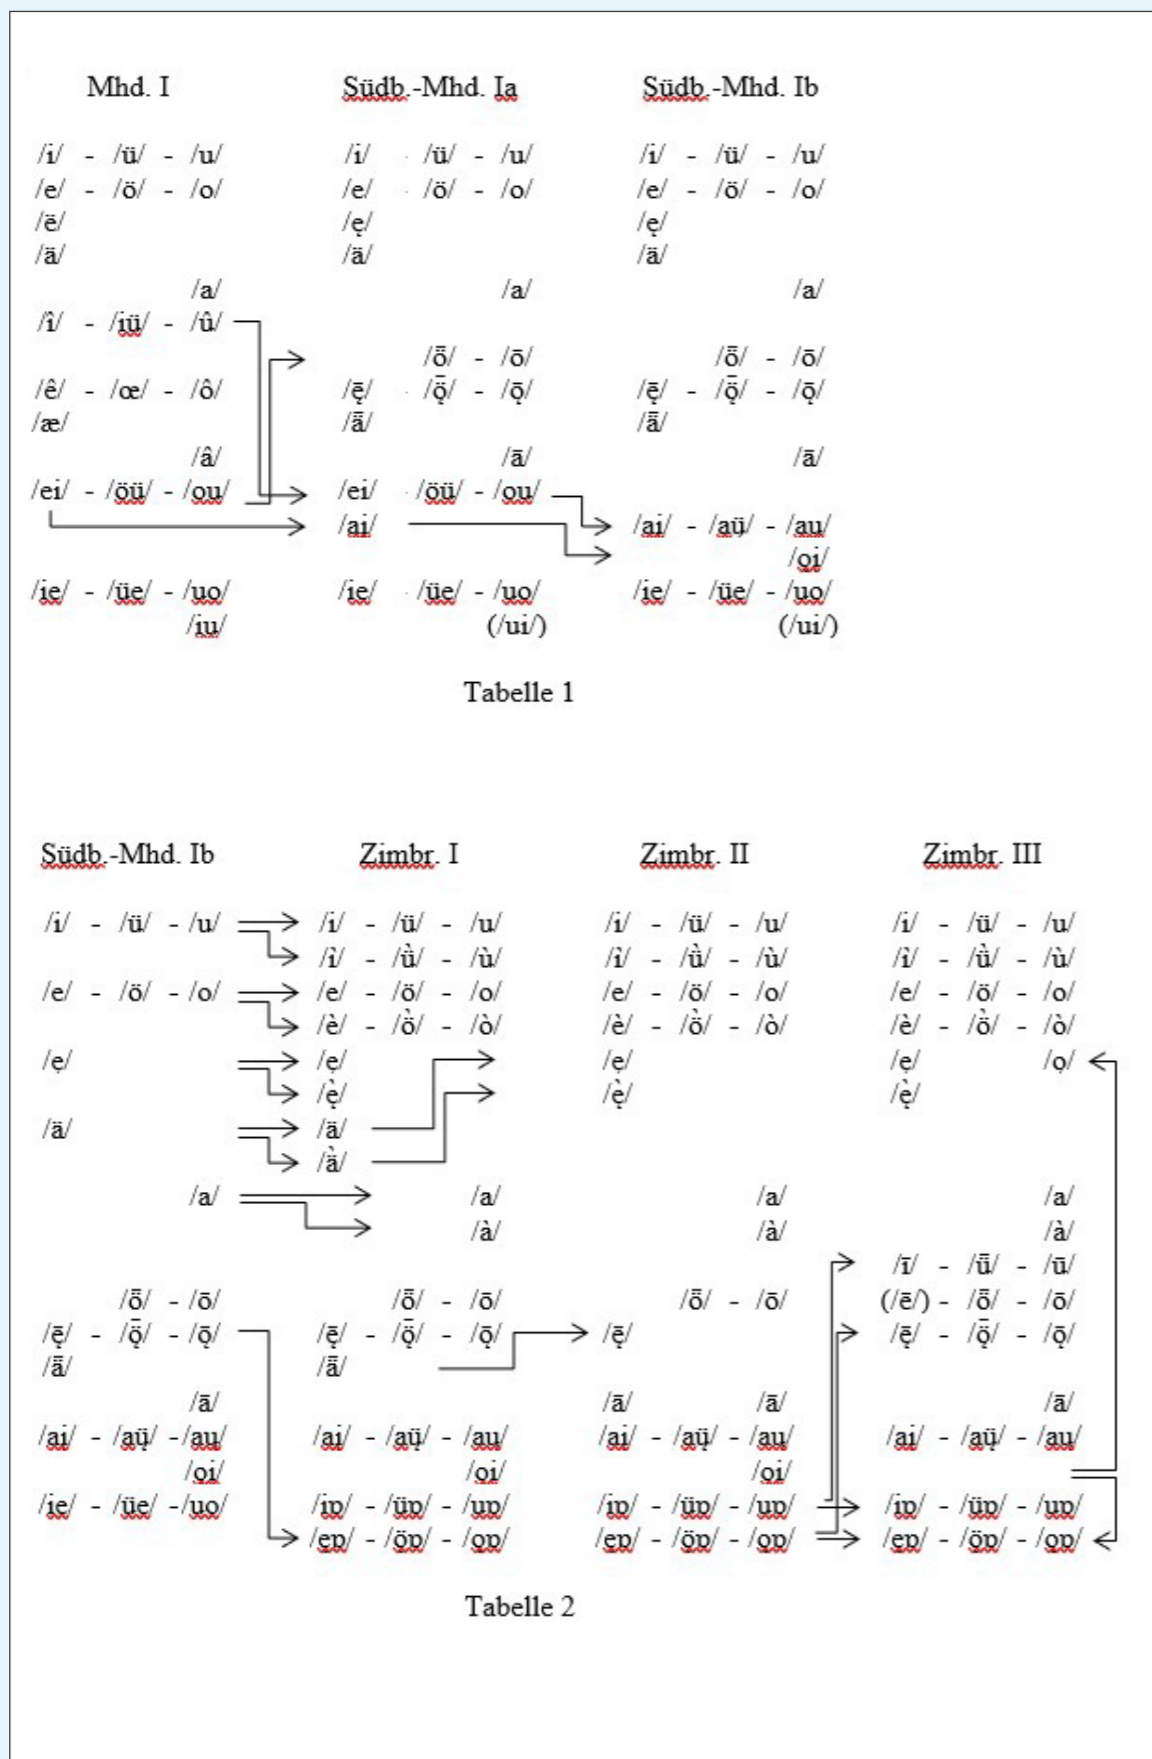 Mhd. I Südb.-Mhd. Ia Südb.-Mhd. Ib
/i/ - /ü/ - /u/ /i/ - /ü/ - /u/ /i/ - /ü/ - /u/
/e/ - /ö/ - /o/ /e/ - /ö/ - /o/ /e/ - /ö/ - /o/
/ë/ /ę/ /ę/
/ä/ /ä/ /ä/
/a/ /a/ /a/
/î/ - /iü/ - /û/
/ȫ/ - /ō/ /ȫ/ - /ō/
/ê/ - /œ/ - /ô/ /ę̄/ - /ǫ̈̄/ - /ǭ/ /ę̄/ - /ǫ̈̄/ - /ǭ/
/æ/ /ǟ/ /ǟ/
/â/ /ā/ /ā/
/ei/ - /öü/ - /ou/ /ei/ - /öü/ - /ou/
/ai/ /ai/ - /aü/ - /au/
/oi/
/ie/ - /üe/ - /uo/ /ie/ - /üe/ - /uo/ /ie/ - /üe/ - /uo/
/iu/ (/ui/) (/ui/)
Tabelle 1
Südb.-Mhd. Ib Zimbr. I Zimbr. II Zimbr. III
/i/ - /ü/ - /u/ /i/ - /ü/ - /u/ /i/ - /ü/ - /u/ /i/ - /ü/ - /u/
/ì/ - /ǜ/ - /ù/ /ì/ - /ǜ/ - /ù/ /ì/ - /ǜ/ - /ù/
/e/ - /ö/ - /o/ /e/ - /ö/ - /o/ /e/ - /ö/ - /o/ /e/ - /ö/ - /o/
/è/ - /ö̀/ - /ò/ /è/ - /ö̀/ - /ò/ /è/ - /ö̀/ - /ò/
/ẹ/ /ẹ/ /ẹ/ /ẹ/ /ọ/
/ẹ̀/ /ẹ̀/ /ẹ̀/
/ä/ /ä/
/ä̀/
/a/ /a/ /a/ /a/
/à/ /à/ /à/
/ī/ - /ǖ/ - /ū/
/ȫ/ - /ō/ /ȫ/ - /ō/ /ȫ/ - /ō/ (/ē/) - /ȫ/ - /ō/
/ę̄/ - /ǫ̈̄/ - /ǭ/ /ę̄/ - /ǫ̈̄/ - /ǭ/ /ę̄/ /ę̄/ - /ǫ̈̄/ - /ǭ/
/ǟ/ /ǟ/
/ā/ /ā/ /ā/ /ā/
/ai/ - /aü/ - /au/ /ai/ - /aü/ - /au/ /ai/ - /aü/ - /au/ /ai/ - /aü/ - /au/
/oi/ /oi/ /oi/
/ie/ - /üe/ - /uo/ /iɒ/ - /üɒ/ - /uɒ/ /iɒ/ - /üɒ/ - /uɒ/ /iɒ/ - /üɒ/ - /uɒ/
/eɒ/ - /öɒ/ - /oɒ/ /eɒ/ - /öɒ/ - /oɒ/ /eɒ/ - /öɒ/ - /oɒ/
Tabelle 2